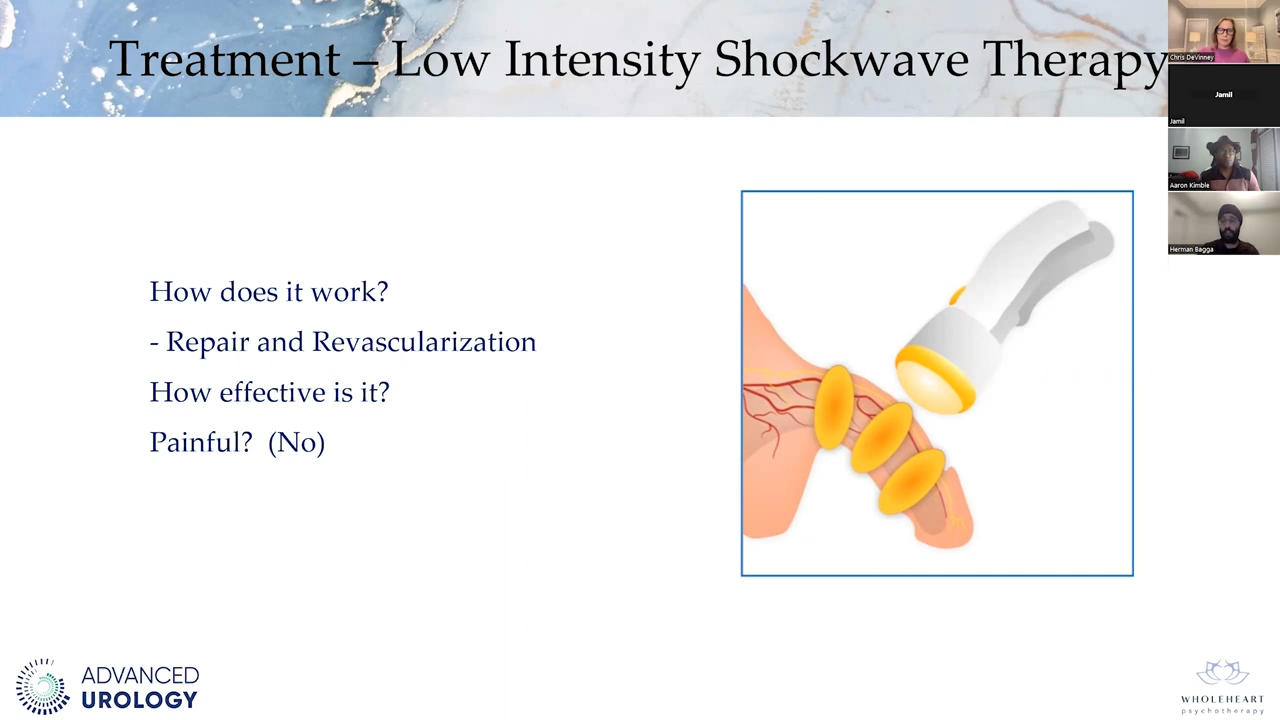 Treatment – Low Intensity Shockwave Therapy
Chris DeVinney
Jamil
Jamil
Aaron Kimble
Herman Bagga
How does it work?
- Repair and Revascularization
How effective is it?
Painful?  (No)
ADVANCED
UROLOGY
WHOLEHEART
psychotherapy